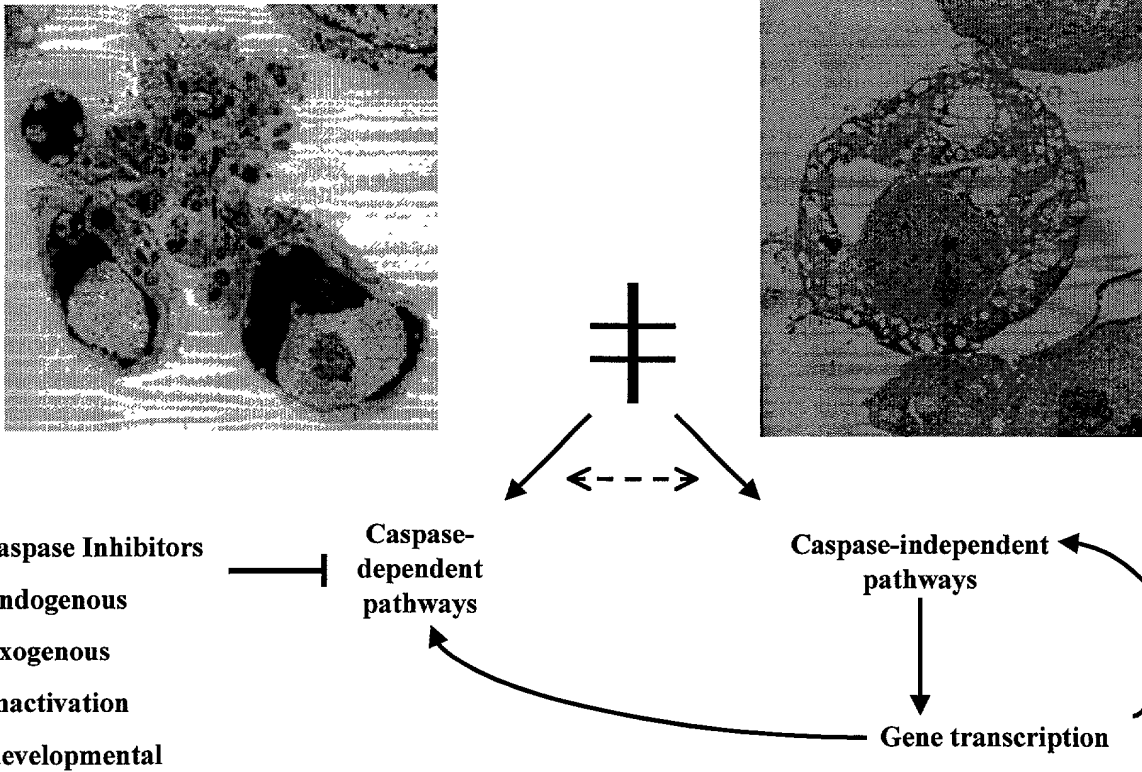 aspase Inhibitors
ndogenous
xogenous
nactivation
evelopmental
Caspase-
dependent
pathways
Caspase-independent
pathways
Gene transcription